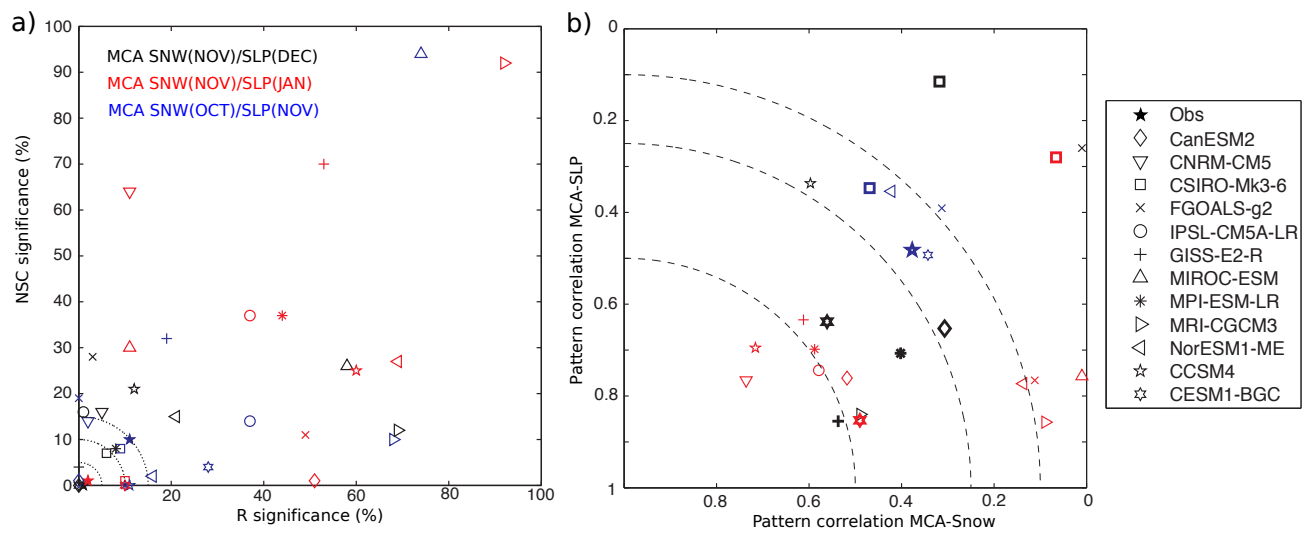 a)
100
90
80
70
60
50
40
30
20
10
0
NSC significance (%)
MCA SNW(NOV)/SLP(DEC)
MCA SNW(NOV)/SLP(JAN)
MCA SNW(OCT)/SLP(NOV)
0 20 40 60 80 100
R significance (%)
b)
0
0.2
0.4
0.6
0.8
1
Pattern correlation MCA-SLP
0.8 0.6 0.4 0.2 0
Pattern correlation MCA-Snow
Obs
CanESM2
CNRM-CM5
CSIRO-Mk3-6
FGOALS-g2
IPSL-CM5A-LR
GISS-E2-R
MIROC-ESM
MPI-ESM-LR
MRI-CGCM3
NorESM1-ME
CCSM4
CESM1-BGC